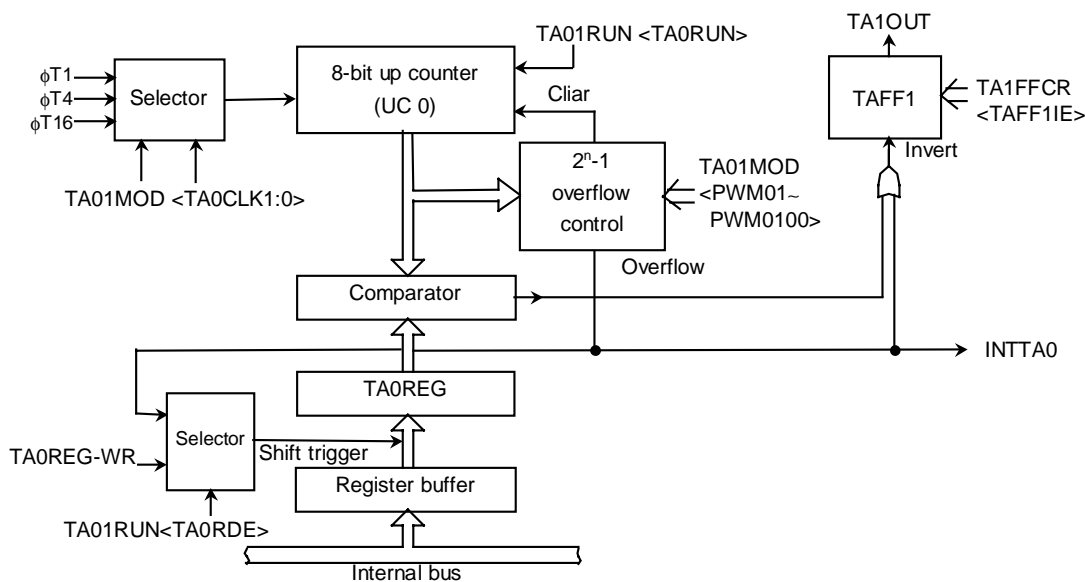 TA1OUT
TA01RUN <TA0RUN>
8-bit up counter
(UC 0)
ϕT1
ϕT4
ϕT16
Selector
Cliar
TAFF1
TA1FFCR
<TAFF1IE>
Invert
2ⁿ-1
overflow
control
TA01MOD
<PWM01~
PWM0100>
TA01MOD <TA0CLK1:0>
Overflow
Comparator
INTTA0
TA0REG
Selector
Shift trigger
TA0REG-WR
Register buffer
TA01RUN<TA0RDE>
Internal bus